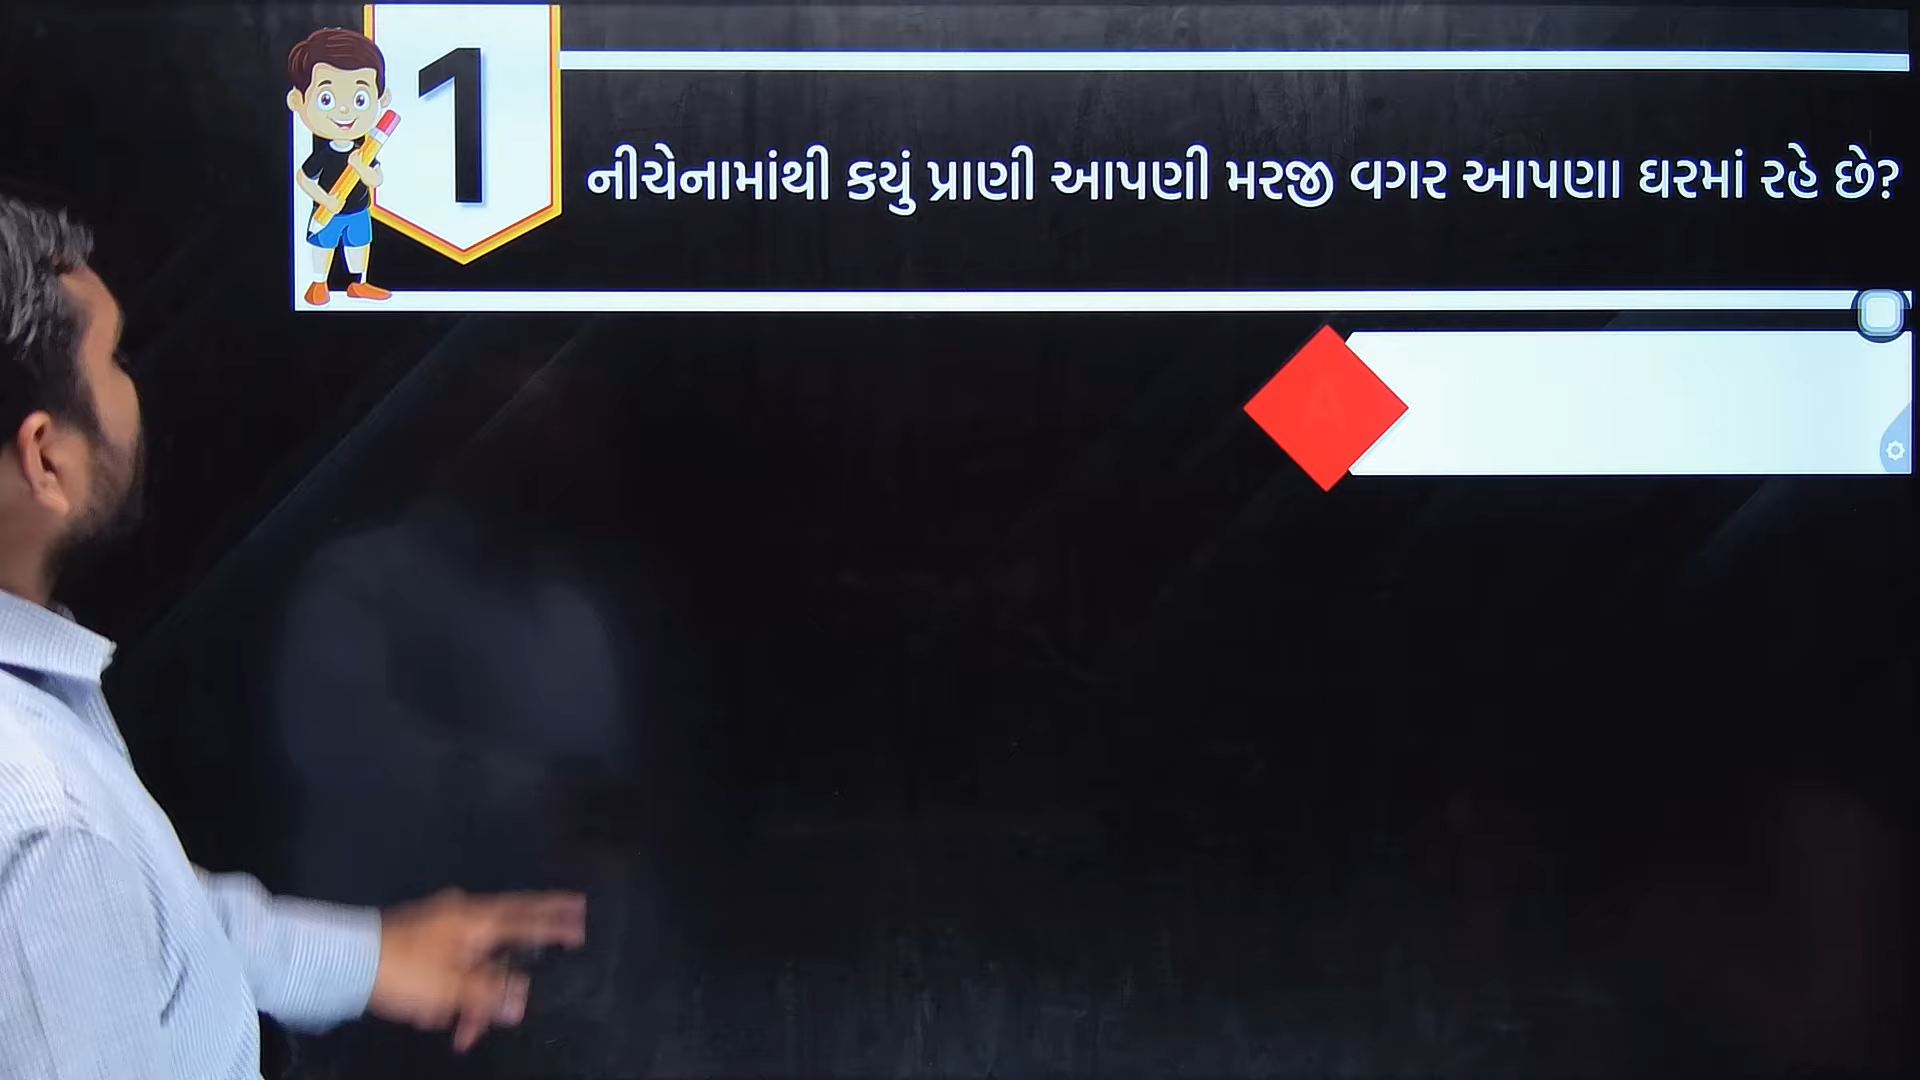 1
નીચેનામાંથી કયું પ્રાણી આપણી મરજી વગર આપણા ઘરમાં રહે છે?